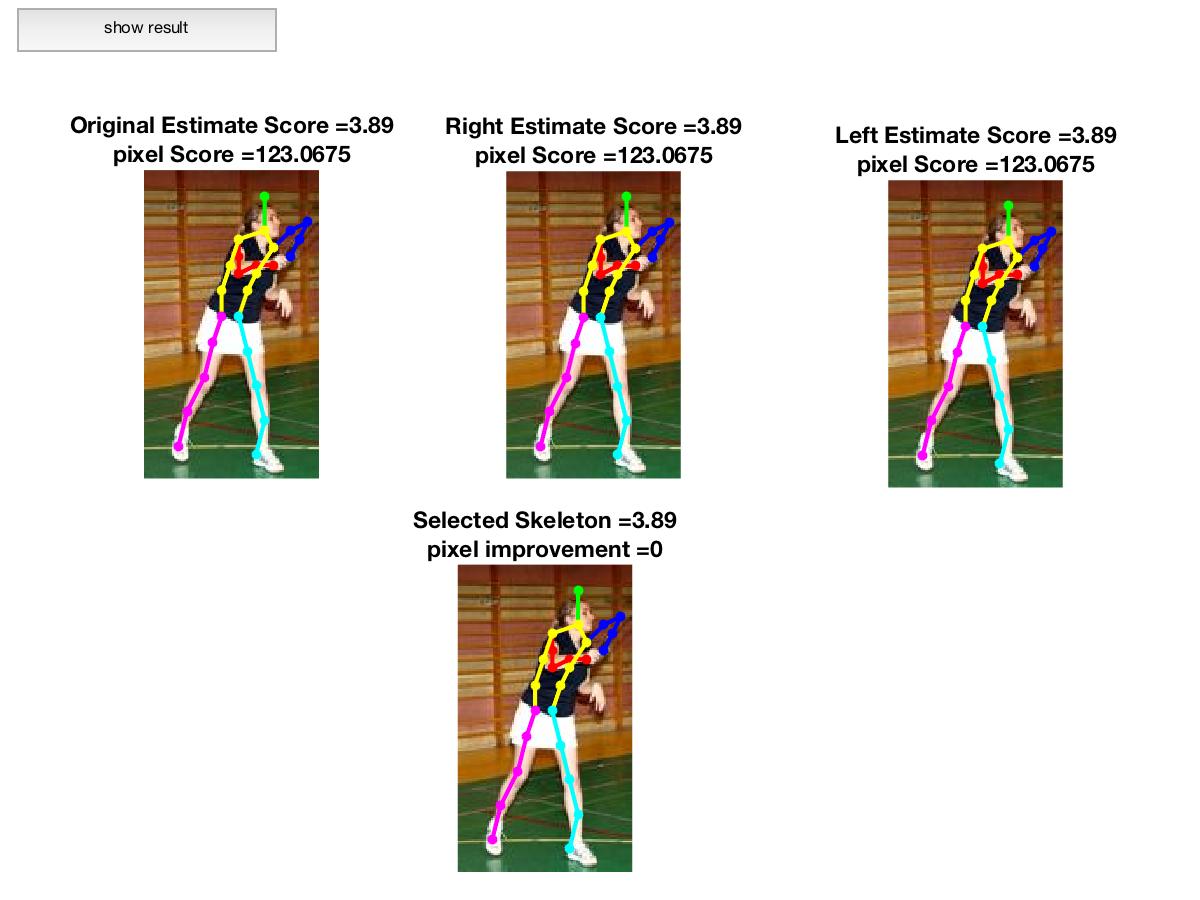 show result
Original Estimate Score =3.89
pixel Score =123.0675
Right Estimate Score =3.89
pixel Score =123.0675
Left Estimate Score =3.89
pixel Score =123.0675
Selected Skeleton =3.89
pixel improvement =0